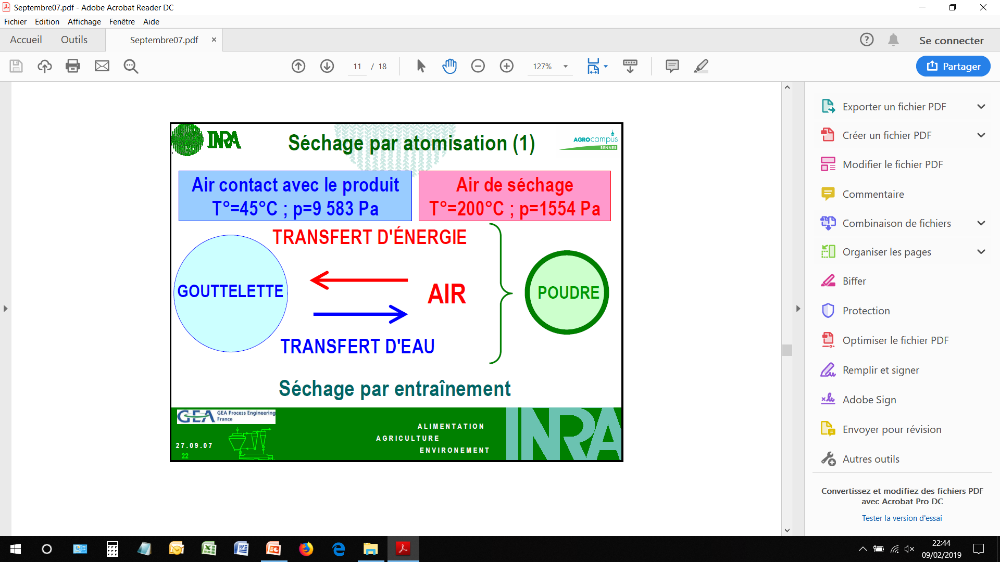 Septembre07.pdf - Adobe Acrobat Reader DC
Fichier Edition Affichage Fenêtre Aide
Accueil Outils Septembre07.pdf × ? Se connecter
11 / 18 127% Partager
INRA
Séchage par atomisation (1)
AGROCAMPUS
RENNES
Air contact avec le produit
T°=45°C ; p=9 583 Pa
Air de séchage
T°=200°C ; p=1554 Pa
TRANSFERT D'ÉNERGIE
GOUTTELETTE
AIR
POUDRE
TRANSFERT D'EAU
Séchage par entraînement
GEA GEA Process Engineering
France
ALIMENTATION
AGRICULTURE
ENVIRONEMENT
27.09.07
22
INRA
Exporter un fichier PDF
Créer un fichier PDF
Modifier le fichier PDF
Commentaire
Combinaison de fichiers
Organiser les pages
Biffer
Protection
Optimiser le fichier PDF
Remplir et signer
Adobe Sign
Envoyer pour révision
Autres outils
Convertissez et modifiez des fichiers PDF
avec Acrobat Pro DC
Tester la version d'essai
22:44
09/02/2019